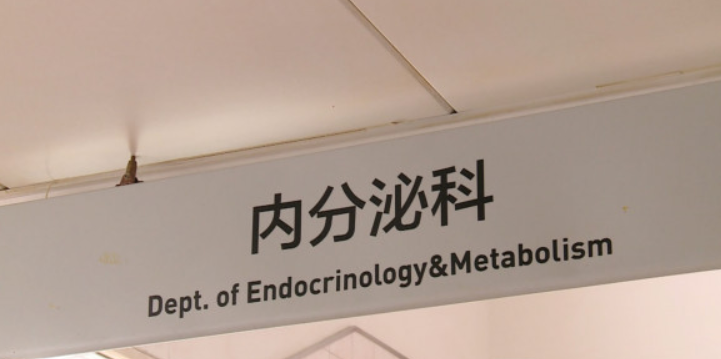 内分泌科
Dept. of Endocrinology&Metabolism